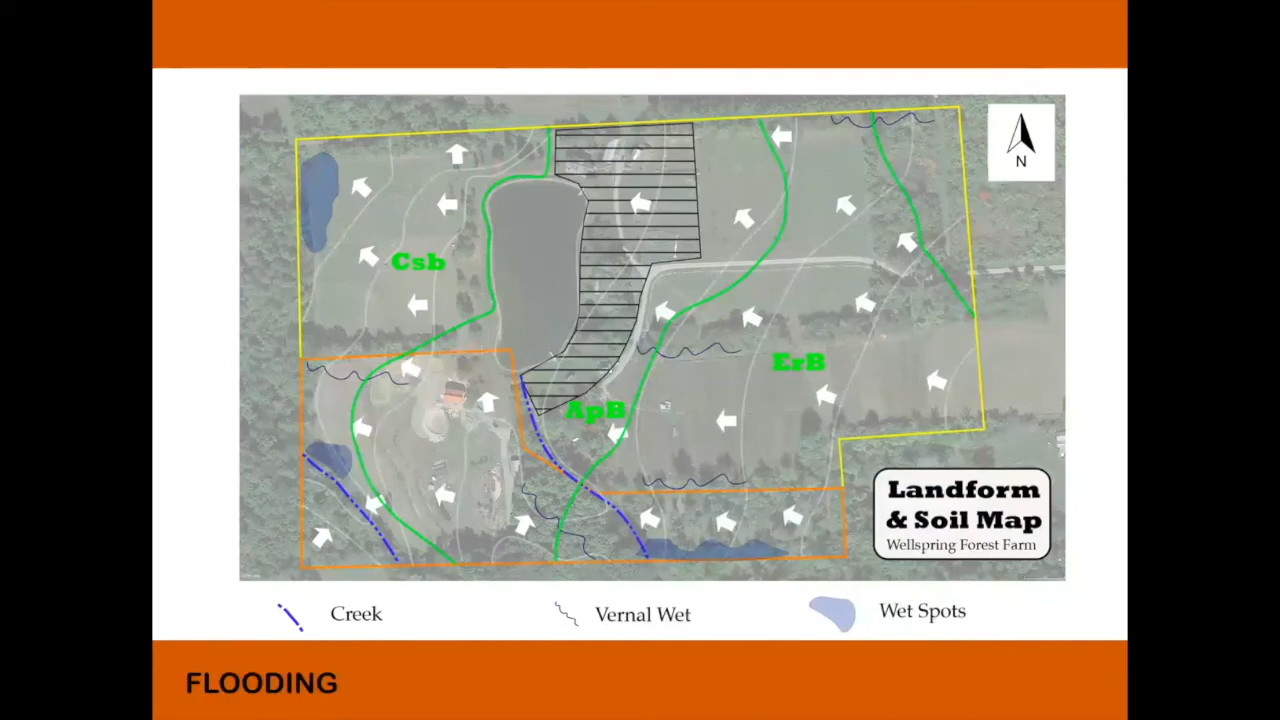 N
Csb
ErB
ApB
Landform
& Soil Map
Wellspring Forest Farm
Creek
Vernal Wet
Wet Spots
FLOODING